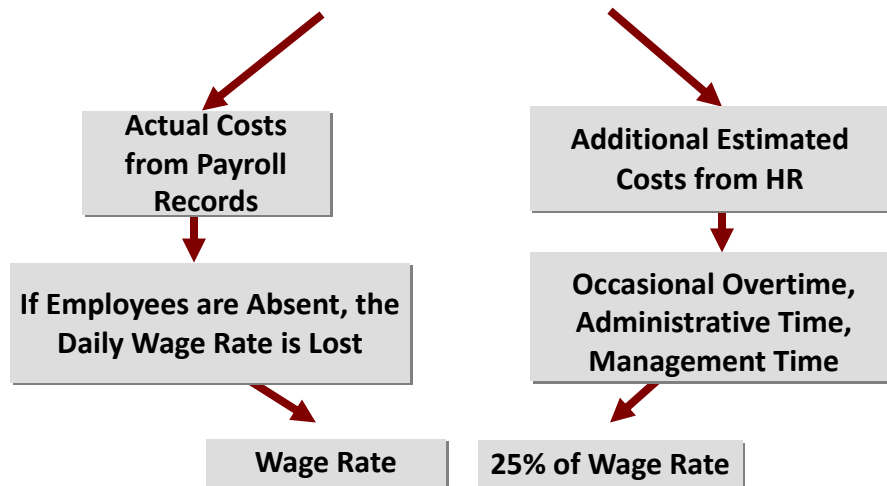 Actual Costs
from Payroll
Records
Additional Estimated
Costs from HR
If Employees are Absent, the
Daily Wage Rate is Lost
Occasional Overtime,
Administrative Time,
Management Time
Wage Rate
25% of Wage Rate